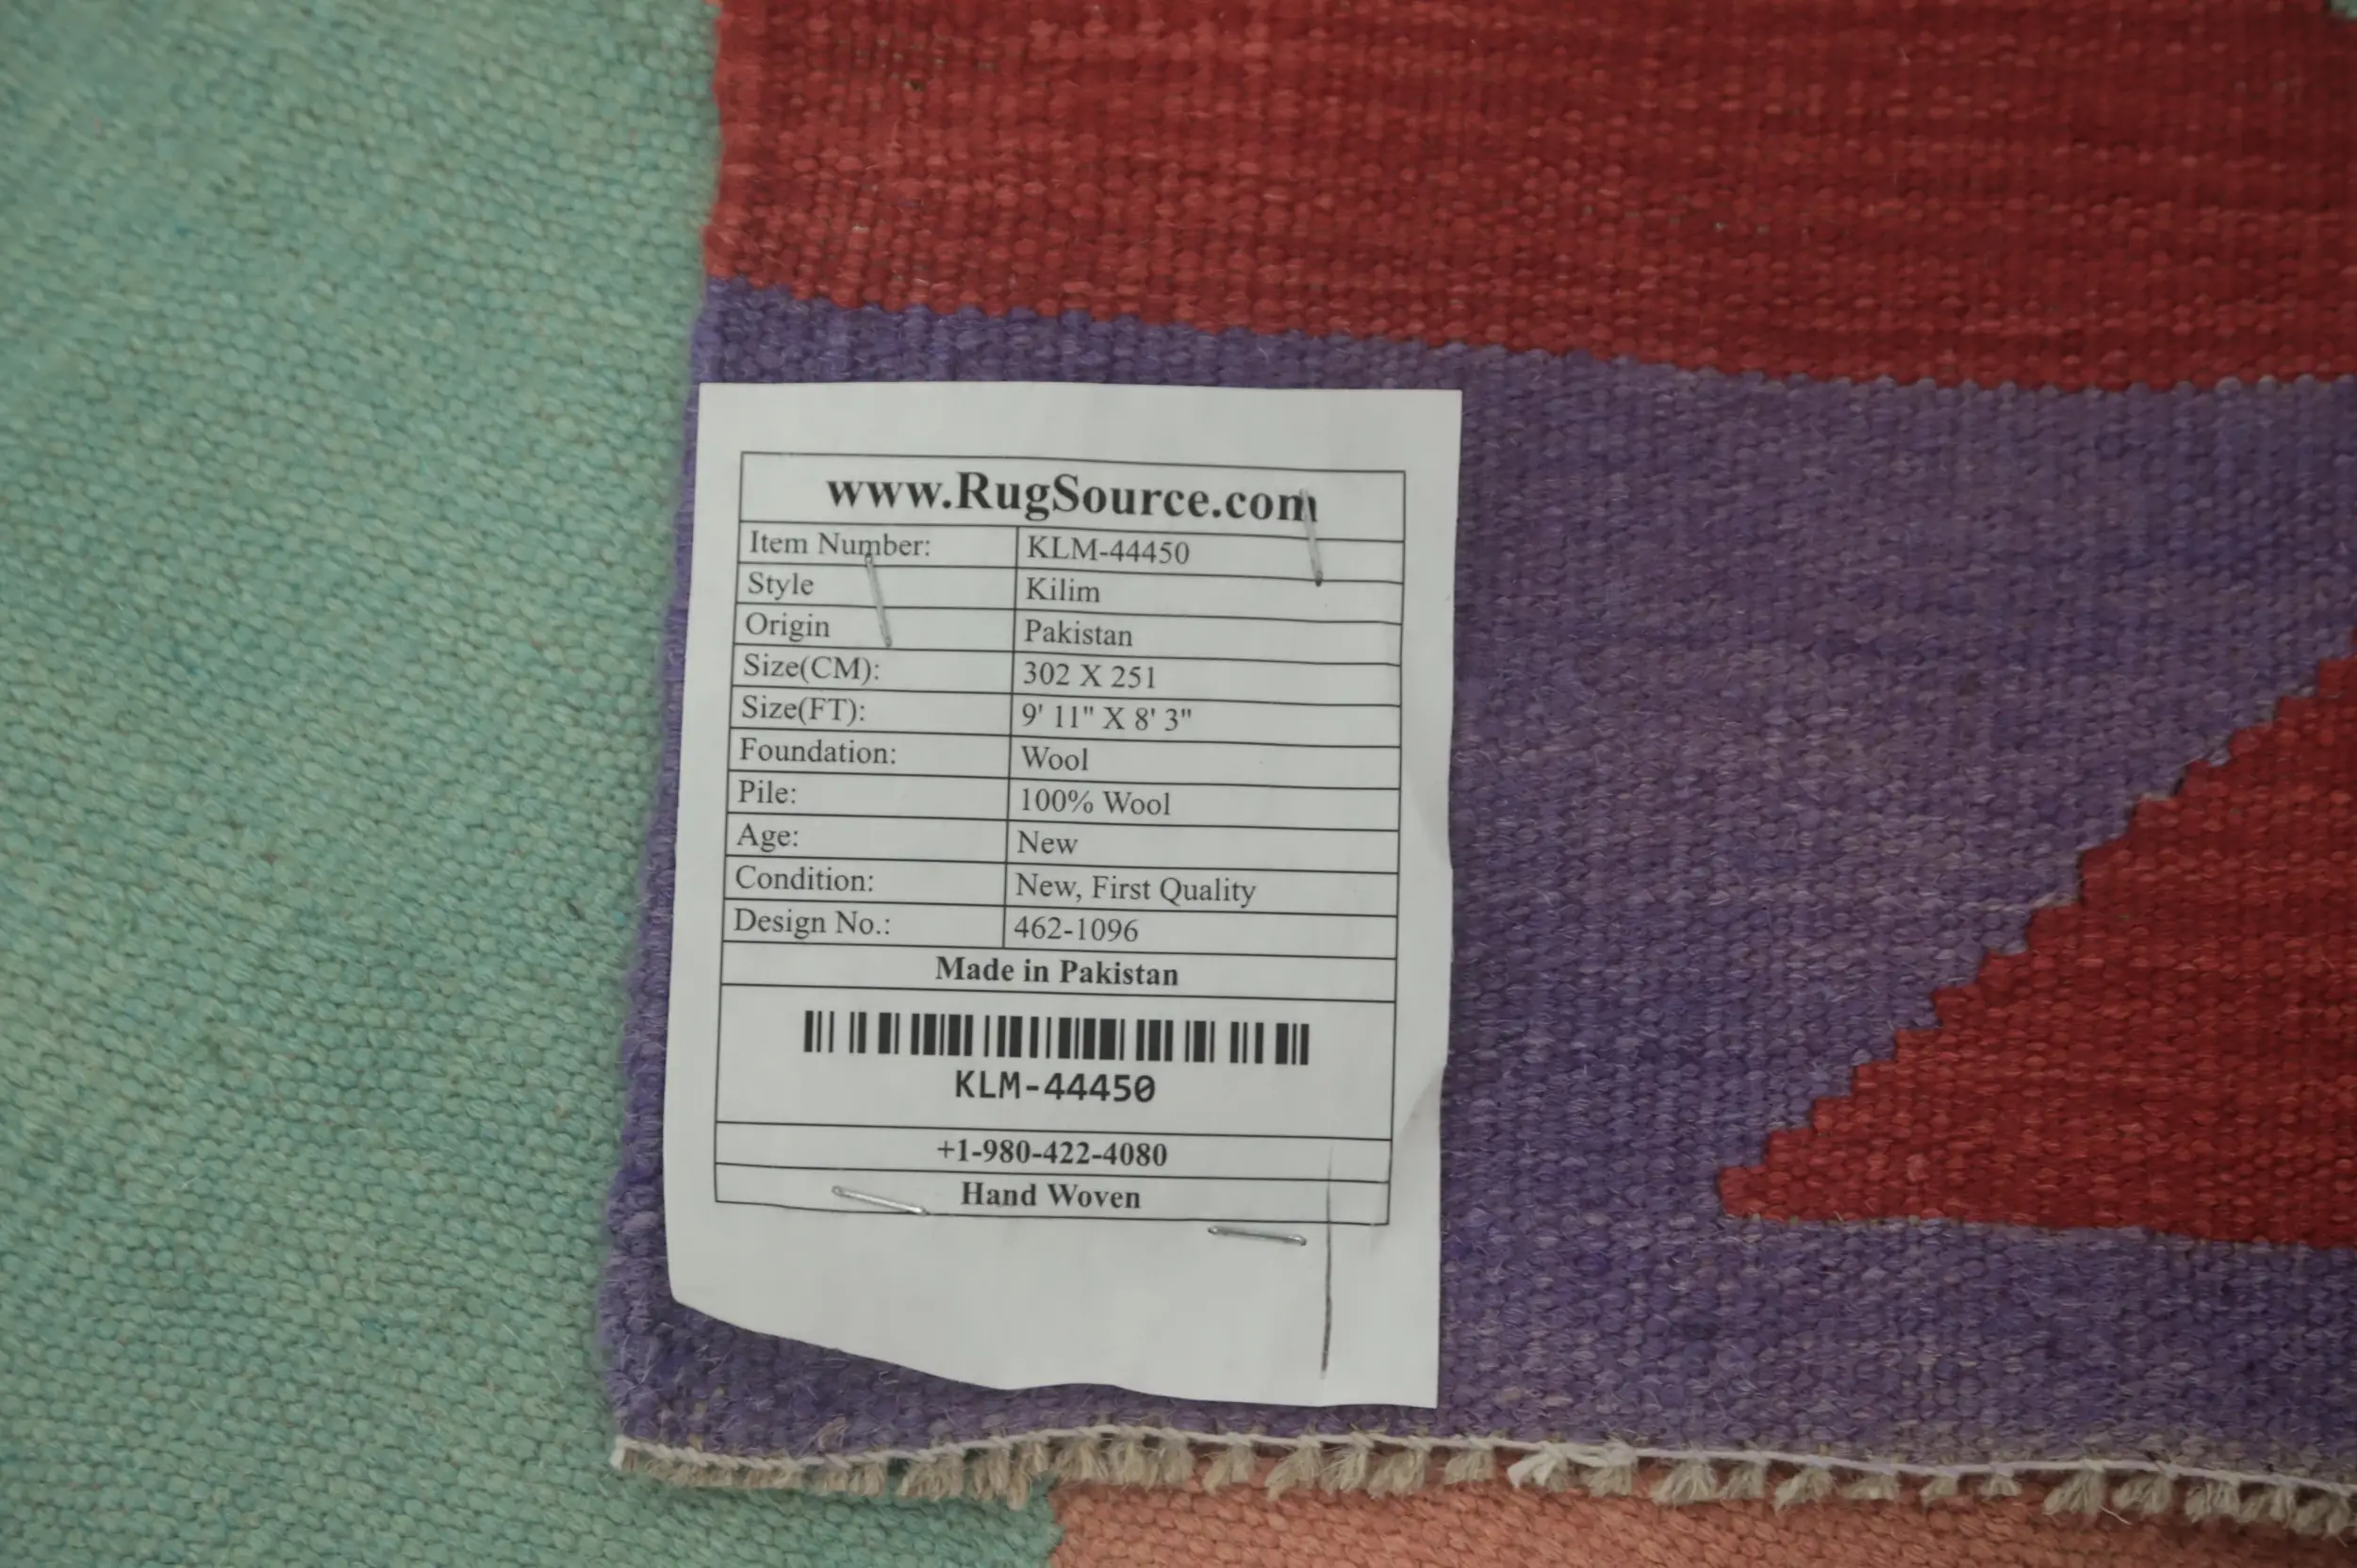 www.RugSource.com
Item Number: KLM-44450
Style Kilim
Origin Pakistan
Size(CM): 302 X 251
Size(FT): 9' 11" X 8' 3"
Foundation: Wool
Pile: 100% Wool
Age: New
Condition: New, First Quality
Design No.: 462-1096
Made in Pakistan
KLM-44450
+1-980-422-4080
Hand Woven